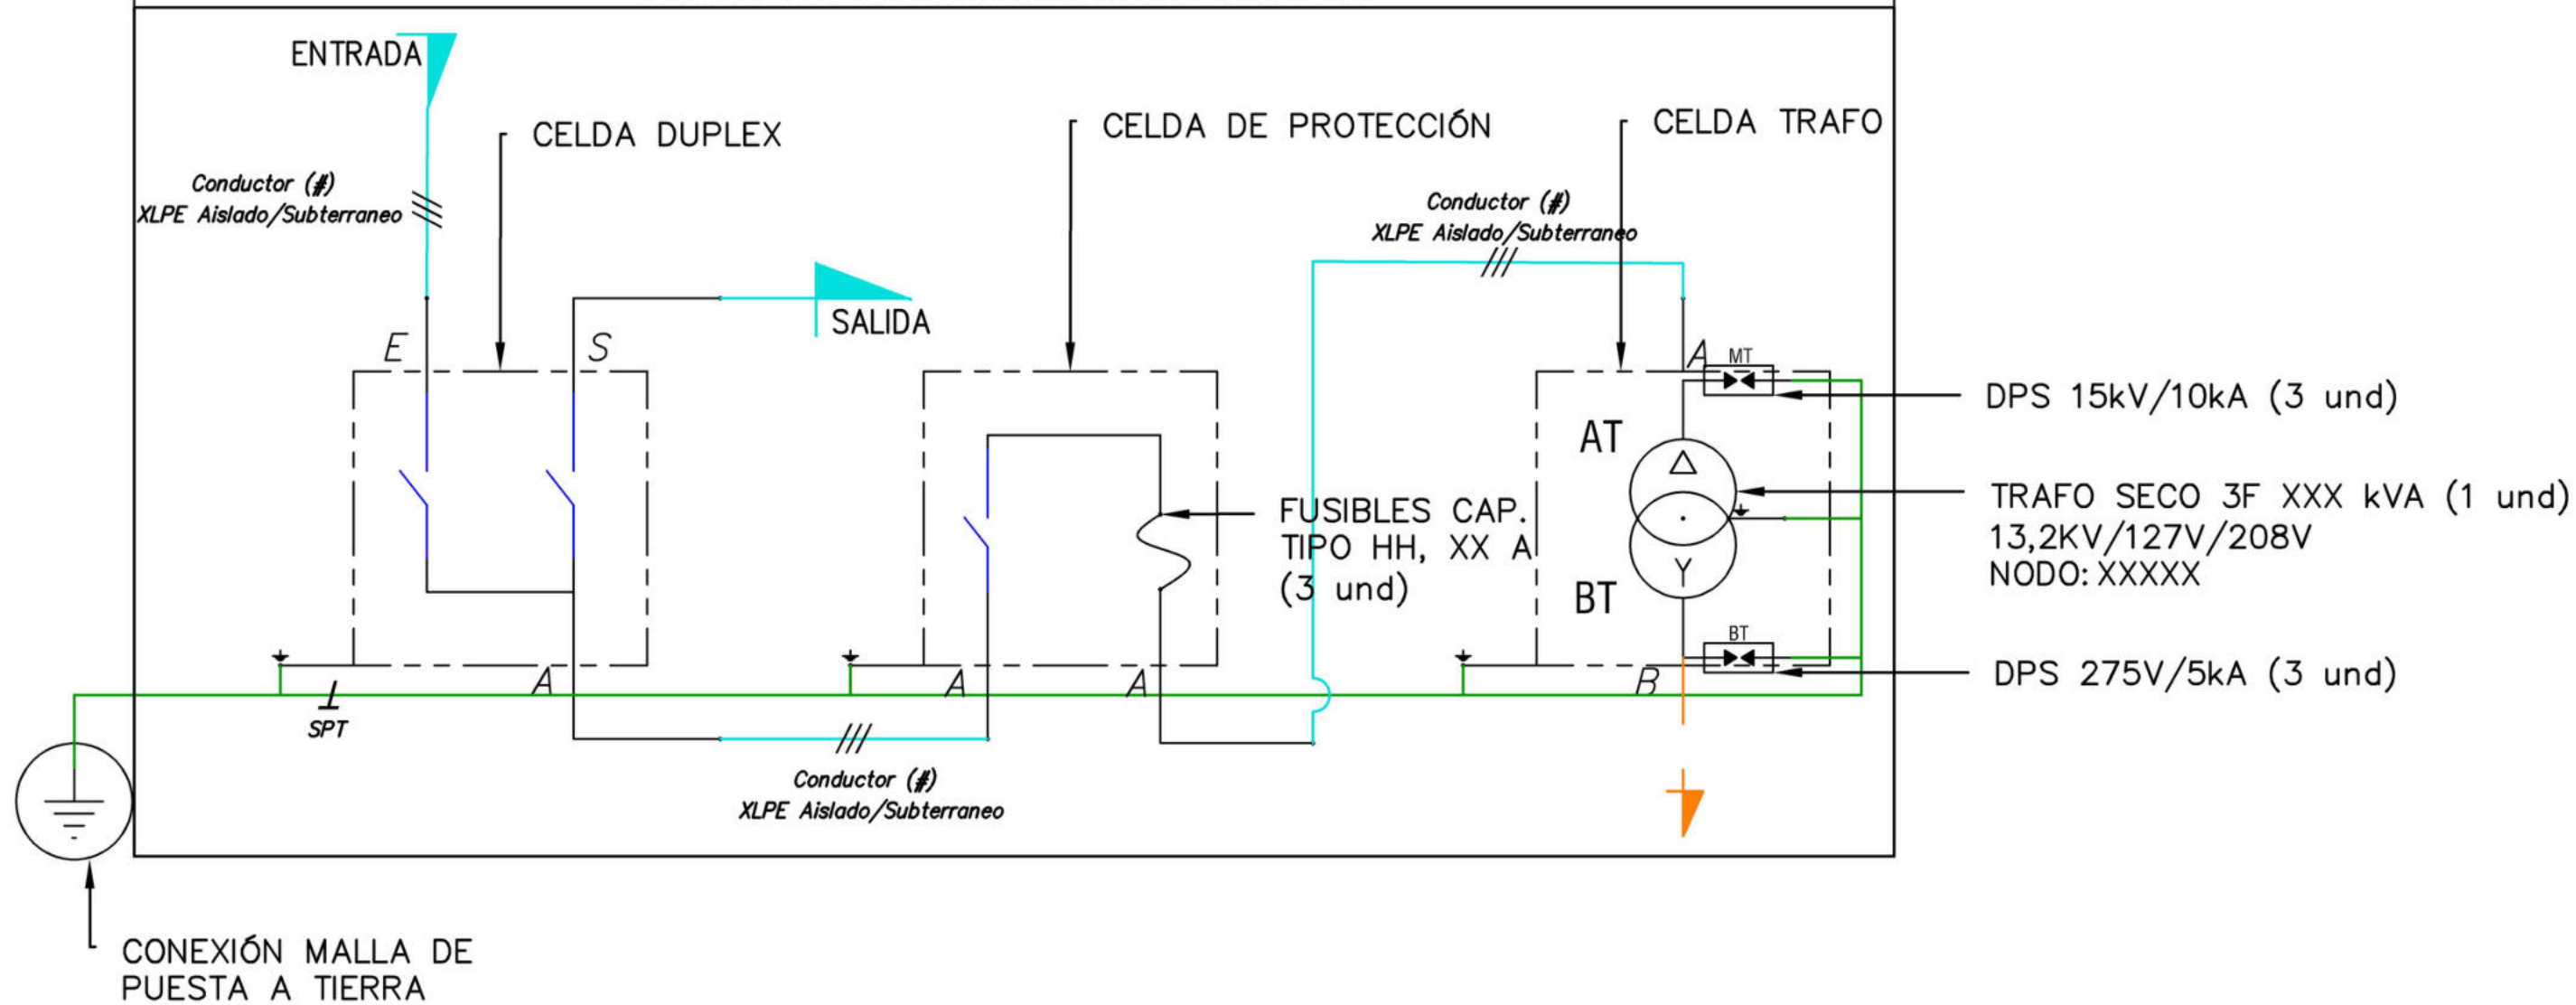 ENTRADA
CELDA DUPLEX
CELDA DE PROTECCIÓN
CELDA TRAFO
Conductor (#)
XLPE Aislado/Subterraneo
Conductor (#)
XLPE Aislado/Subterraneo
SALIDA
E
S
A
MT
DPS 15kV/10kA (3 und)
AT
FUSIBLES CAP.
TIPO HH, XX A
(3 und)
TRAFO SECO 3F XXX kVA (1 und)
13,2KV/127V/208V
NODO: XXXXX
Y
BT
BT
DPS 275V/5kA (3 und)
A
A
A
B
SPT
Conductor (#)
XLPE Aislado/Subterraneo
CONEXIÓN MALLA DE
PUESTA A TIERRA